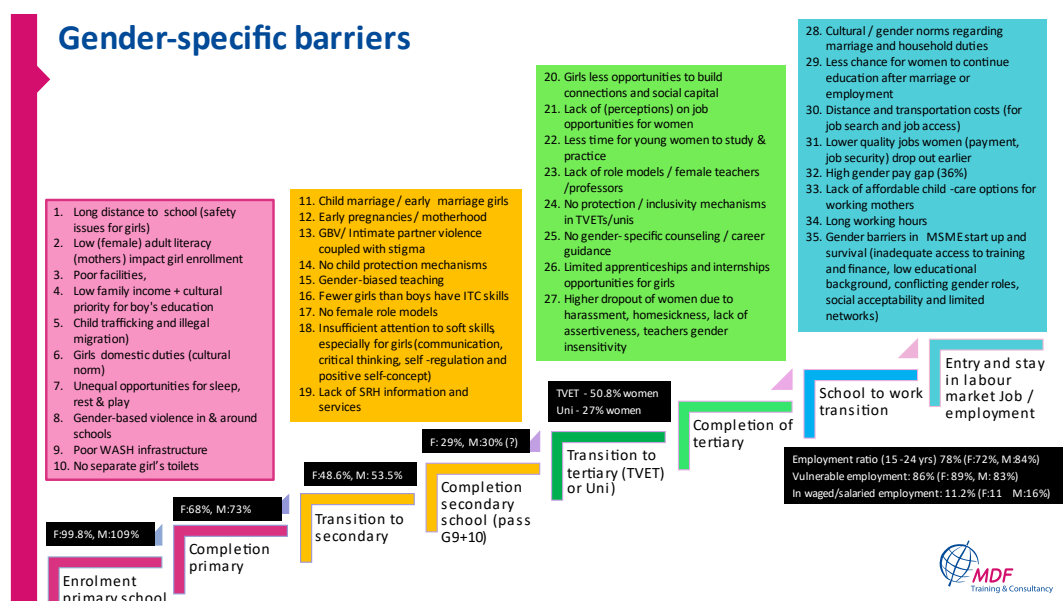 Gender-specific barriers
1. Long distance to school (safety
issues for girls)
2. Low (female) adult literacy
(mothers) impact girl enrollment
3. Poor facilities,
4. Low family income + cultural
priority for boy's education
5. Child trafficking and illegal
migration)
6. Girls domestic duties (cultural
norm)
7. Unequal opportunities for sleep,
rest & play
8. Gender-based violence in & around
schools
9. Poor WASH infrastructure
10. No separate girl's toilets
11. Child marriage / early marriage girls
12. Early pregnancies / motherhood
13. GBV/ Intimate partner violence
coupled with stigma
14. No child protection mechanisms
15. Gender-based teaching
16. Fewer girls than boys have ITC skills
17. No female role models
18. Insufficient attention to soft skills,
especially for girls (communication,
critical thinking, self -regulation and
positive self-concept)
19. Lack of SRH information and
services
20. Girls less opportunities to build
connections and social capital
21. Lack of (perceptions) on job
opportunities for women
22. Less time for young women to study &
practice
23. Lack of role models / female teachers
/professors
24. No protection / inclusivity mechanisms
in TVETs/unis
25. No gender- specific counseling / career
guidance
26. Limited apprenticeships and internships
opportunities for girls
27. Higher dropout of women due to
harassment, homesickness, lack of
assertiveness, teachers gender
insensitivity
28. Cultural / gender norms regarding
marriage and household duties
29. Less chance for women to continue
education after marriage or
employment
30. Distance and transportation costs (for
job search and job access)
31. Lower quality jobs women (payment,
job security) drop out earlier
32. High gender pay gap (36%)
33. Lack of affordable child -care options for
working mothers
34. Long working hours
35. Gender barriers in MSME start up and
survival (inadequate access to training
and finance, low educational
background, conflicting gender roles,
social acceptability and limited
networks)
F:99.8%, M:109%
Enrolment
primary school
F:68%, M:73%
Completion
primary
F:48.6%, M: 53.5%
Transition to
secondary
F: 29%, M:30% (?)
Completion
secondary
school (pass
G9+10)
TVET - 50.8% women
Uni - 27% women
Transition to
tertiary (TVET)
or Uni)
Completion of
tertiary
School to work
transition
Entry and stay
in labour
market Job /
employment
Employment ratio (15 -24 yrs) 78% (F:72%, M:84%)
Vulnerable employment: 86% (F: 89%, M: 83%)
In waged/salaried employment: 11.2% (F:11 M:16%)
MDF
Training & Consultancy